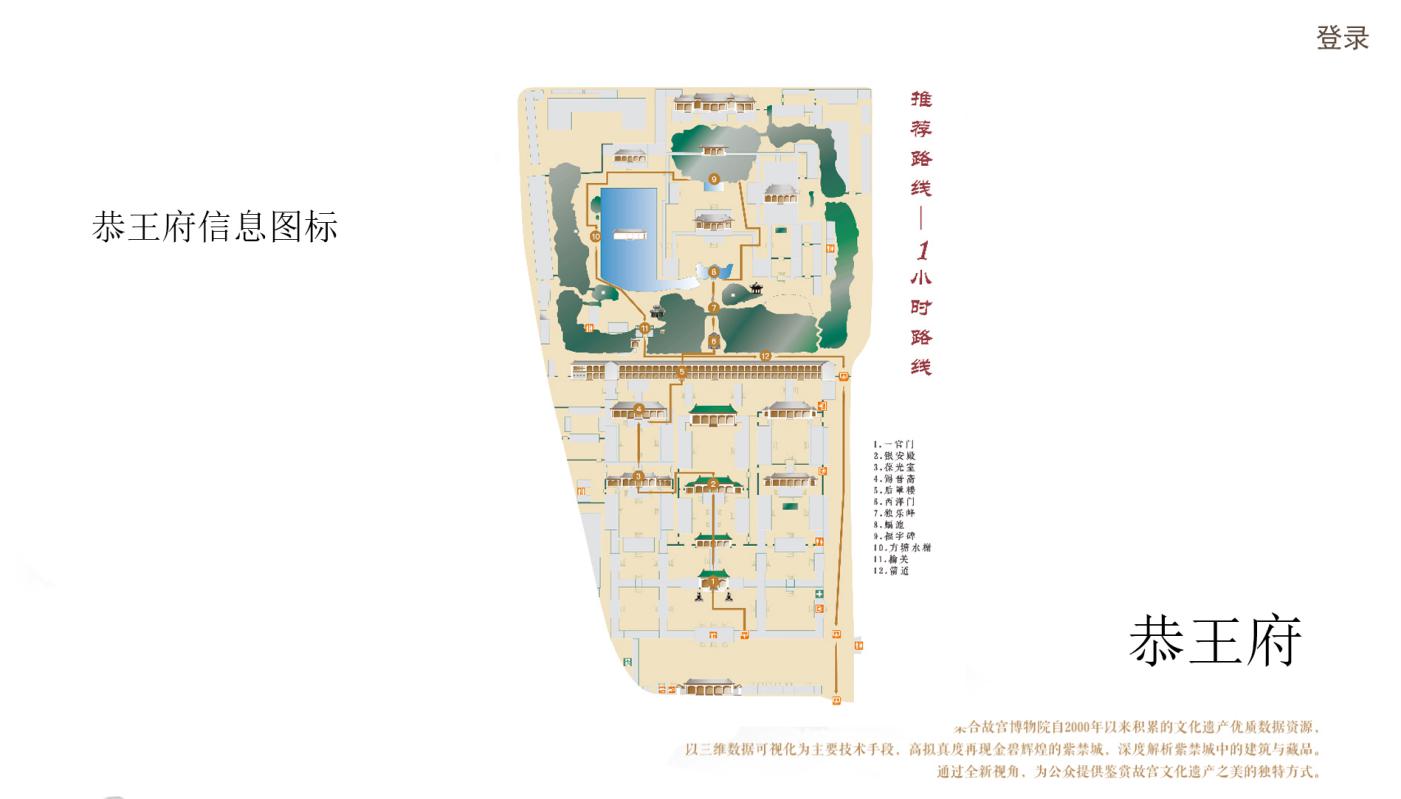 登录
恭王府信息图标
推荐路线—1小时路线
1.一宫门
2.银安殿
3.葆光室
4.锡晋斋
5.后罩楼
6.西洋门
7.独乐峰
8.蝠池
9.福字碑
10.方塘水榭
11.榆关
12.箭道
恭王府
集合故宫博物院自2000年以来积累的文化遗产优质数据资源,
以三维数据可视化为主要技术手段,高拟真度再现金碧辉煌的紫禁城,深度解析紫禁城中的建筑与藏品。
通过全新视角,为公众提供鉴赏故宫文化遗产之美的独特方式。